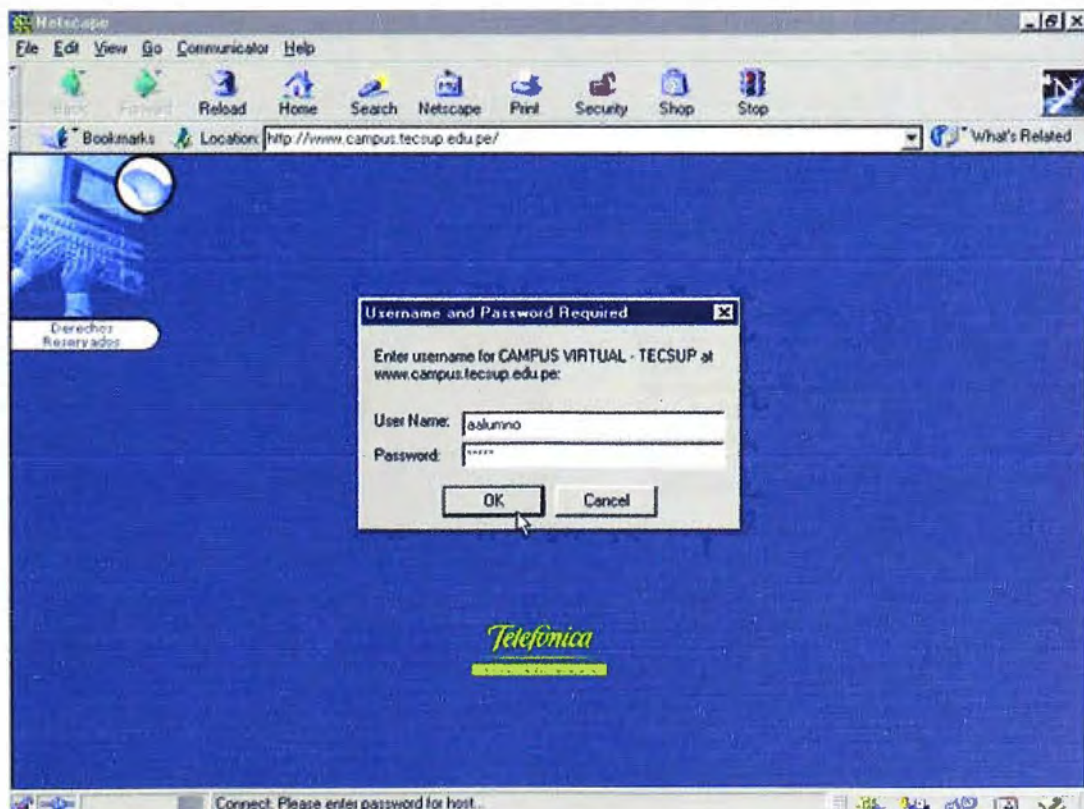 Netscape
File Edit View Go Communicator Help
Back Forward Reload Home Search Netscape Print Security Shop Stop
Bookmarks Location: http://www.campus.tecsup.edu.pe/ What's Related
Derechos
Reservados
Username and Password Required
Enter username for CAMPUS VIRTUAL - TECSUP at
www.campus.tecsup.edu.pe:
User Name: aalumno
Password: *****
OK Cancel
Telefónica
Connect: Please enter password for host...